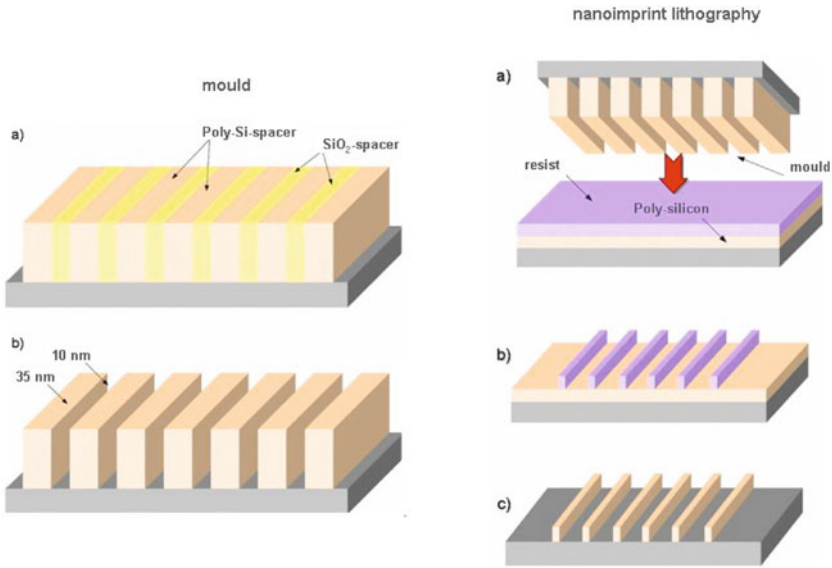 mould
a)
Poly-Si-spacer
SiO₂-spacer
b)
10 nm
35 nm
nanoimprint lithography
a)
mould
resist
Poly-silicon
b)
c)